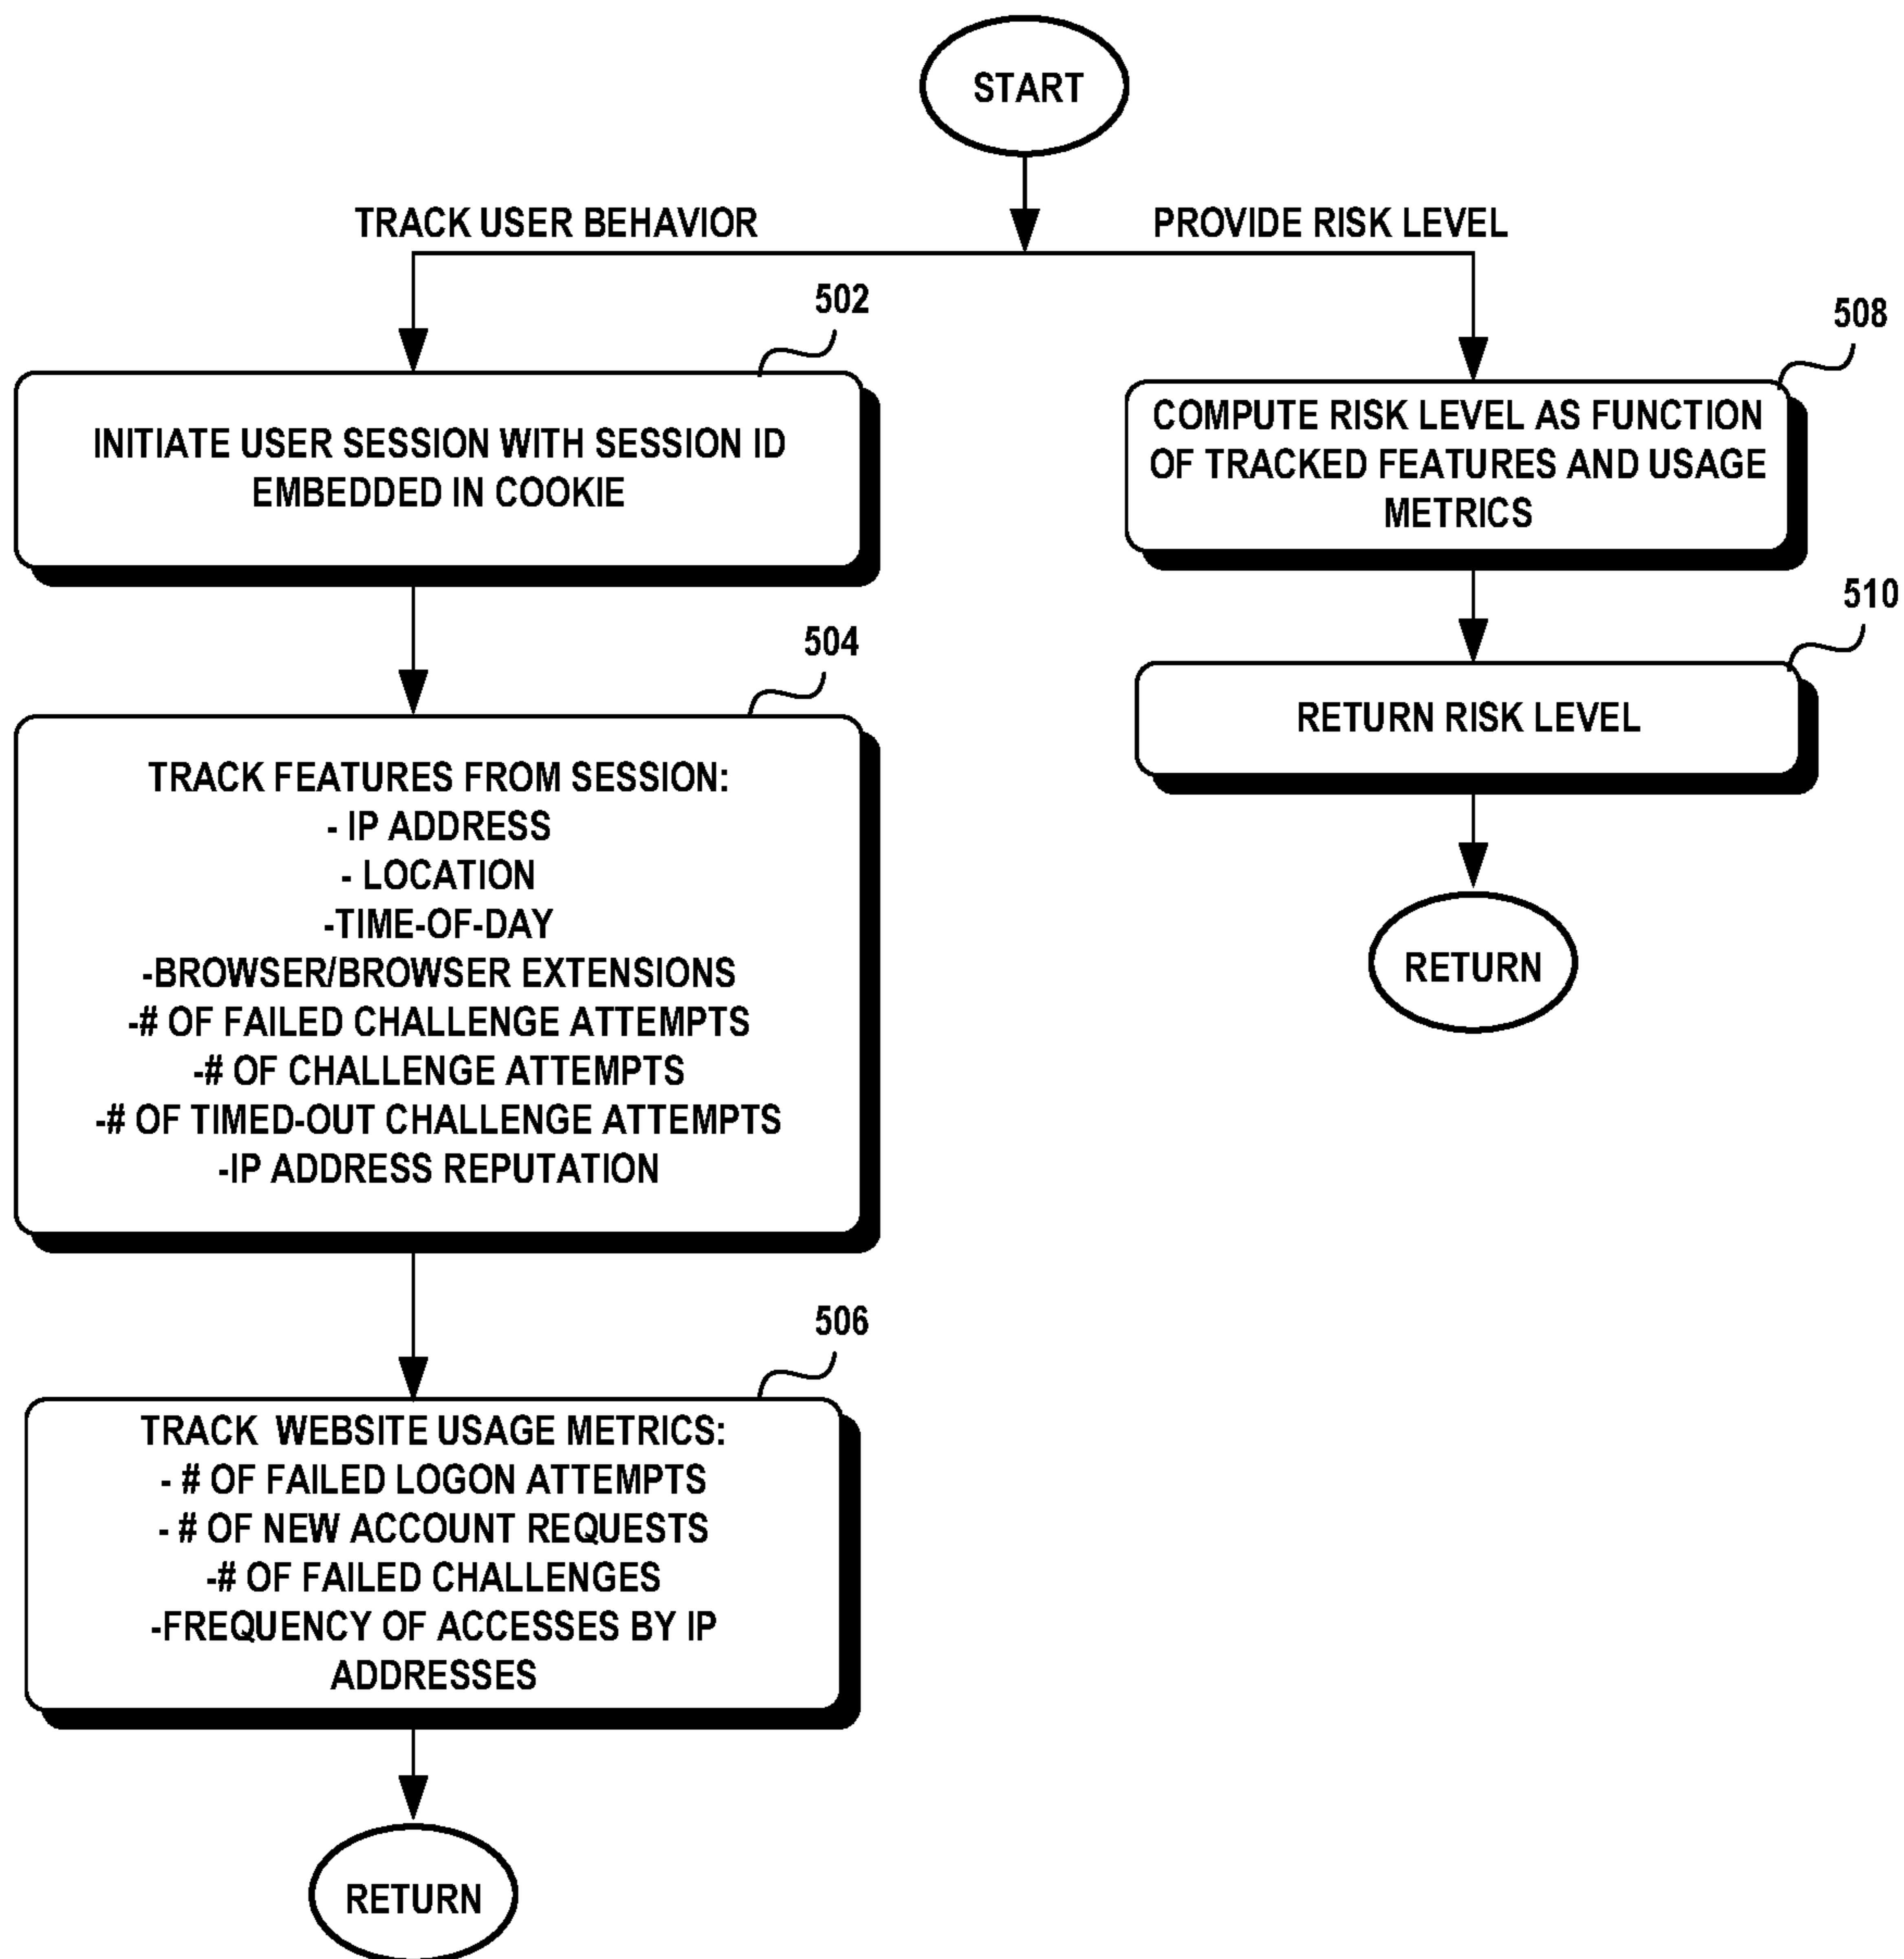 START
TRACK USER BEHAVIOR
PROVIDE RISK LEVEL
502
INITIATE USER SESSION WITH SESSION ID
EMBEDDED IN COOKIE
504
TRACK FEATURES FROM SESSION:
- IP ADDRESS
- LOCATION
-TIME-OF-DAY
-BROWSER/BROWSER EXTENSIONS
-# OF FAILED CHALLENGE ATTEMPTS
-# OF CHALLENGE ATTEMPTS
-# OF TIMED-OUT CHALLENGE ATTEMPTS
-IP ADDRESS REPUTATION
506
TRACK WEBSITE USAGE METRICS:
- # OF FAILED LOGON ATTEMPTS
- # OF NEW ACCOUNT REQUESTS
-# OF FAILED CHALLENGES
-FREQUENCY OF ACCESSES BY IP
ADDRESSES
RETURN
508
COMPUTE RISK LEVEL AS FUNCTION
OF TRACKED FEATURES AND USAGE
METRICS
510
RETURN RISK LEVEL
RETURN